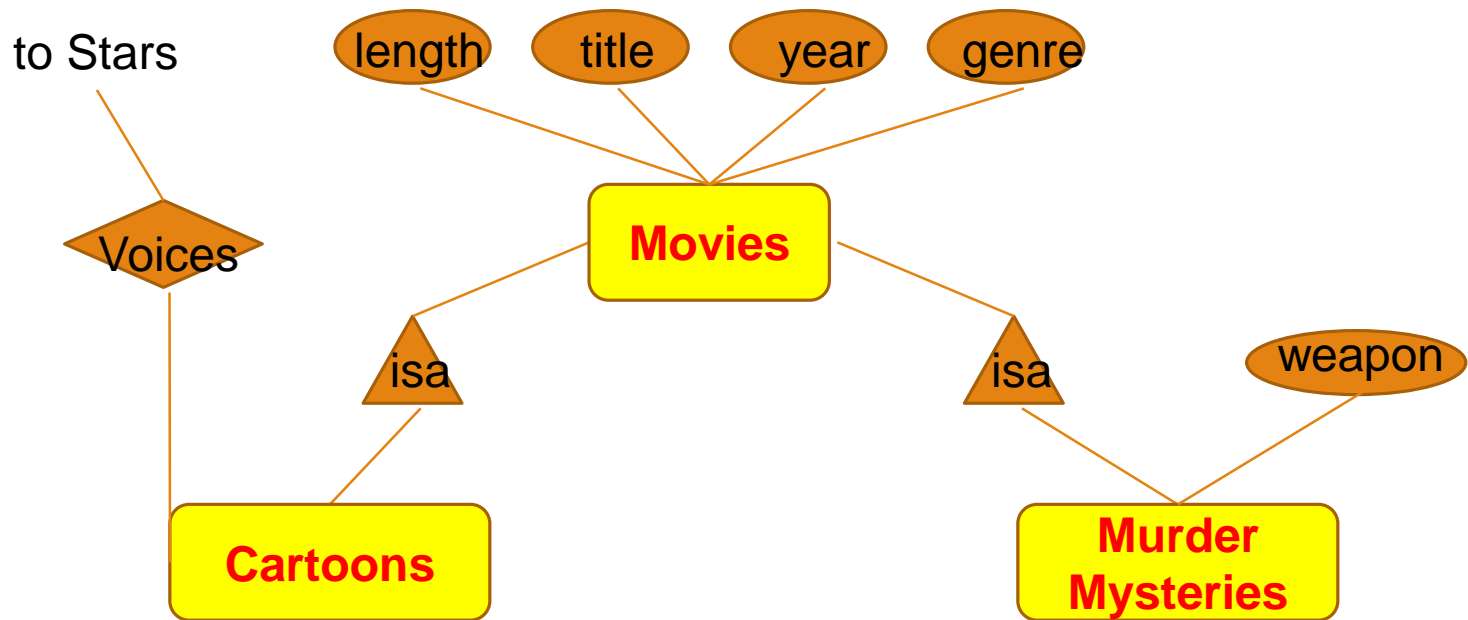 to Stars
length
title
year
genre
Voices
Movies
isa
isa
weapon
Cartoons
Murder
Mysteries